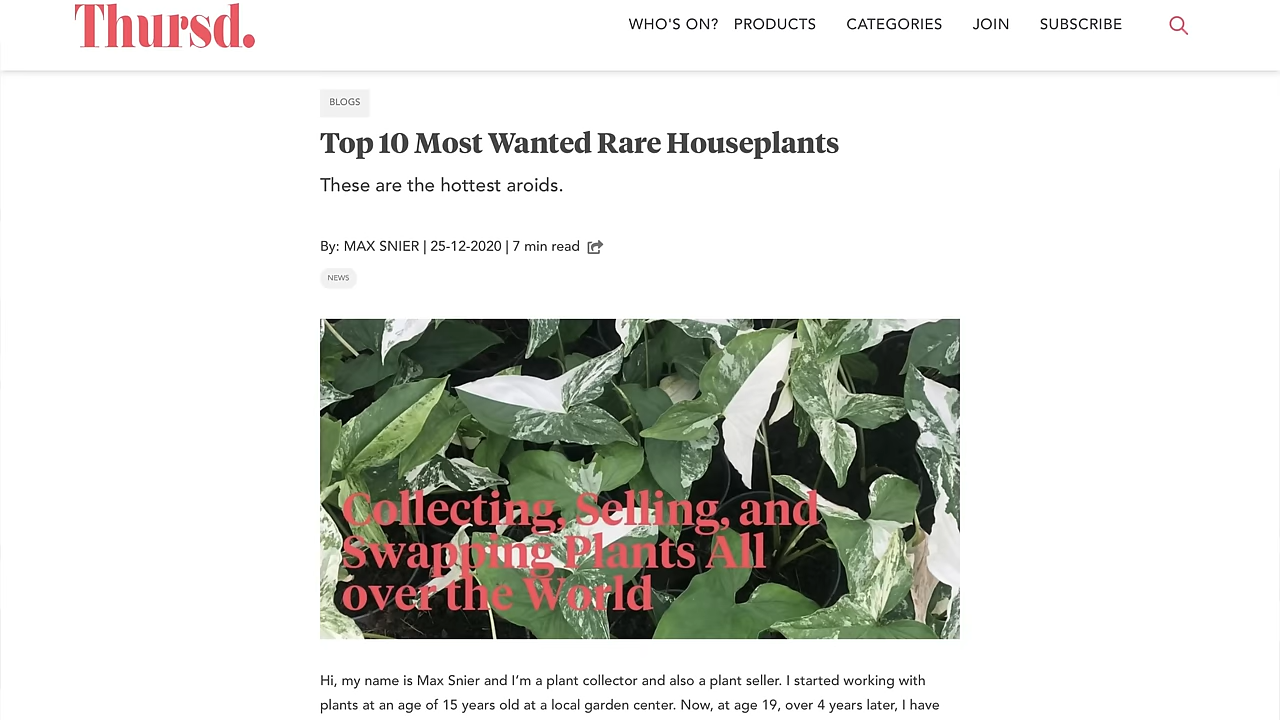 Thursd.
WHO'S ON? PRODUCTS CATEGORIES JOIN SUBSCRIBE
BLOGS
Top 10 Most Wanted Rare Houseplants
These are the hottest aroids.
By: MAX SNIER | 25-12-2020 | 7 min read
NEWS
Collecting, Selling, and
Swapping Plants All
over the World
Hi, my name is Max Snier and I’m a plant collector and also a plant seller. I started working with
plants at an age of 15 years old at a local garden center. Now, at age 19, over 4 years later, I have